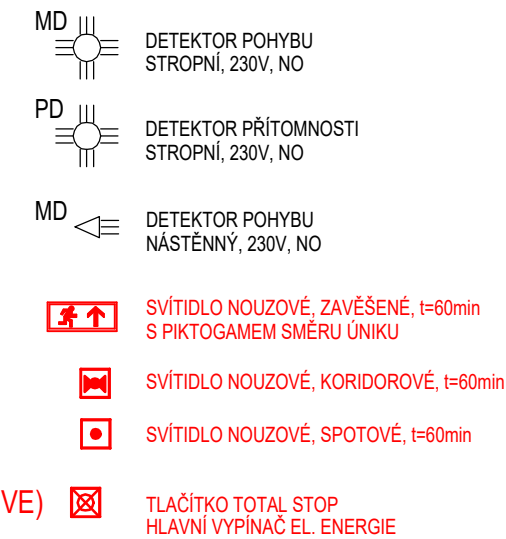 MD
DETEKTOR POHYBU
STROPNÍ, 230V, NO
PD
DETEKTOR PŘÍTOMNOSTI
STROPNÍ, 230V, NO
MD
DETEKTOR POHYBU
NÁSTĚNNÝ, 230V, NO
SVÍTIDLO NOUZOVÉ, ZAVĚŠENÉ, t=60min
S PIKTOGAMEM SMĚRU ÚNIKU
SVÍTIDLO NOUZOVÉ, KORIDOROVÉ, t=60min
SVÍTIDLO NOUZOVÉ, SPOTOVÉ, t=60min
VE)
TLAČÍTKO TOTAL STOP
HLAVNÍ VYPÍNAČ EL. ENERGIE